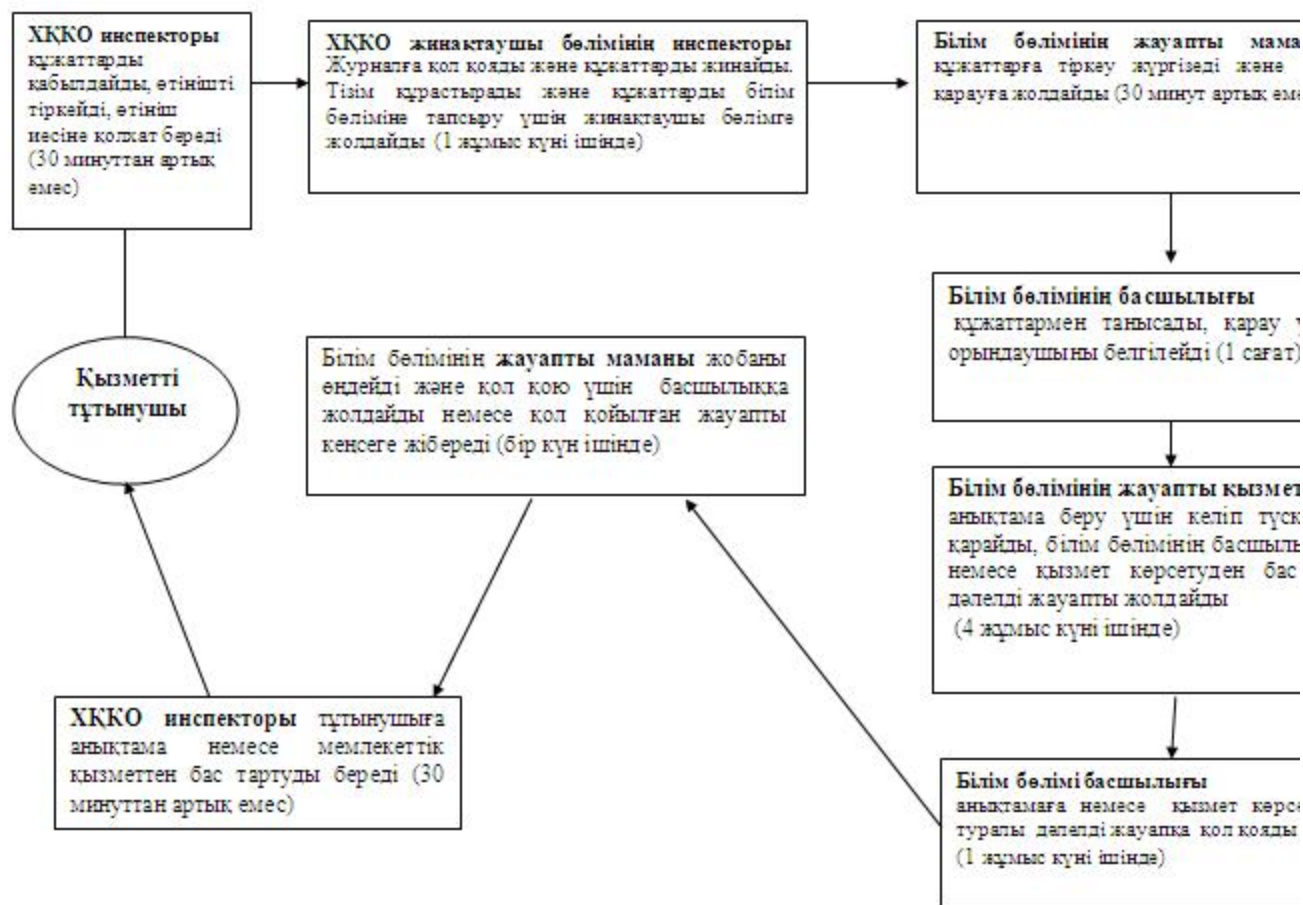 ХҚКО инспекторы
құжаттарды
қабылдайды, өтінішті
тіркейді, өтініш
иесіне қолхат береді
(30 минуттан артық
емес)
ХҚКО жинақтаушы бөлімінің инспекторы
Журналға қол қояды және құжаттарды жинайды.
Тізім құрастырады және құжаттарды білім
бөліміне тапсыру үшін жинақтаушы бөлімге
жолдайды (1 жұмыс күні ішінде)
Білім бөлімінің жауапты мама
құжаттарға тіркеу жүргізеді және
қарауға жолдайды (30 минут артық еме
Білім бөлімінің басшылығы
құжаттармен танысады, қарау ү
орындаушыны белгілейді (1 сағат)
Білім бөлімінің жауапты қызмет
анықтама беру үшін келіп түск
қарайды, білім бөлімінің басшылы
немесе қызмет көрсетуден бас
дәлелді жауапты жолдайды
(4 жұмыс күні ішінде)
Білім бөлімі басшылығы
анықтамаға немесе қызмет көрсе
туралы дәлелді жауапқа қол қояды
(1 жұмыс күні ішінде)
Білім бөлімінің жауапты маманы жобаны
өңдейді және қол қою үшін басшылыққа
жолдайды немесе қол қойылған жауапты
кеңсеге жібереді (бір күн ішінде)
ХҚКО инспекторы тұтынушыға
анықтама немесе мемлекеттік
қызметтен бас тартуды береді (30
минуттан артық емес)
Қызметті
тұтынушы